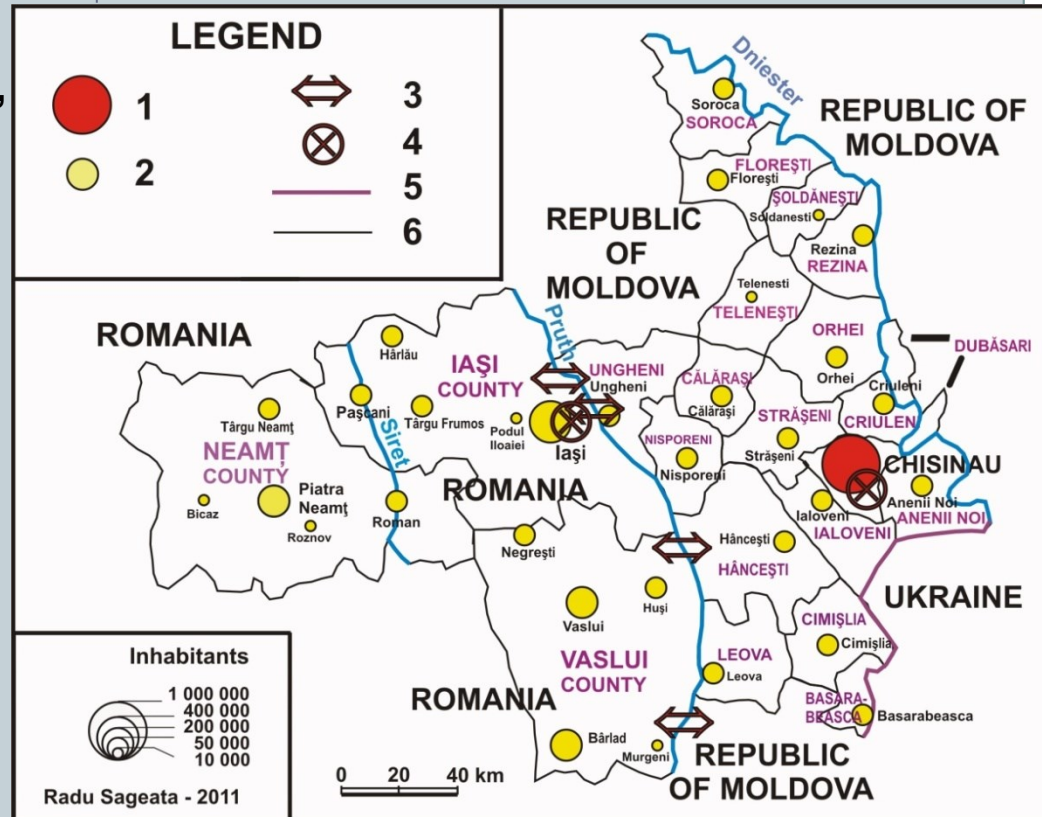 ,
LEGEND
1
2
3
4
5
6
Dniester
Soroca
SOROCA
REPUBLIC OF
MOLDOVA
FLOREŞTI
Floreşti
ŞOLDĂNEŞTI
Soldanesti
REPUBLIC
OF
MOLDOVA
Rezina
REZINA
Telenesti
TELENEŞTI
ROMANIA
Pruth
ORHEI
Orhei
DUBĂSARI
Hârlău
IAŞI
COUNTY
UNGHENI
Ungheni
CĂLĂRAŞI
Călăraşi
Criuleni
CRIULEN
Paşcani
Târgu Frumos
Podul
Iloaiei
Iaşi
Târgu Neamţ
Siret
STRĂŞENI
Străşeni
NEAMŢ
COUNTY
NISPORENI
Nisporeni
CHISINAU
Anenii Noi
ANENII NOI
Bicaz
Piatra
Neamţ
Roznov
Roman
ROMANIA
Ialoveni
IALOVENI
Negreşti
Hânceşti
HÂNCEŞTI
UKRAINE
Huşi
Vaslui
CIMIŞLIA
Cimişlia
VASLUI
COUNTY
LEOVA
Leova
ROMANIA
BASARA-
BEASCA
Basarabeasca
Bârlad
Murgeni
REPUBLIC
OF MOLDOVA
Inhabitants
1 000 000
400 000
200 000
50 000
10 000
Radu Sageata - 2011
0 20 40 km